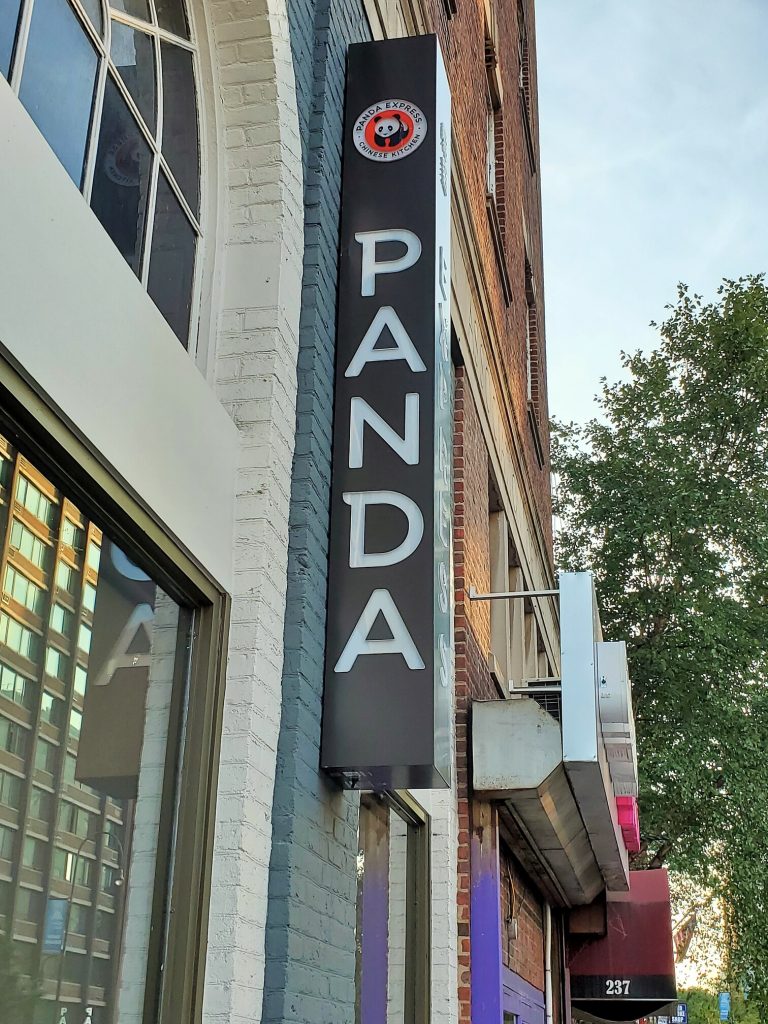 PANDA EXPRESS
CHINESE KITCHEN
PANDA
237